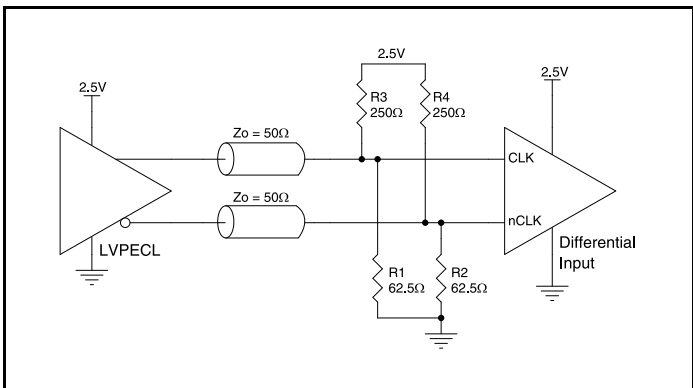 2.5V
2.5V
2.5V
R3
250Ω
R4
250Ω
Zo = 50Ω
CLK
Zo = 50Ω
nCLK
LVPECL
Differential
Input
R1
62.5Ω
R2
62.5Ω